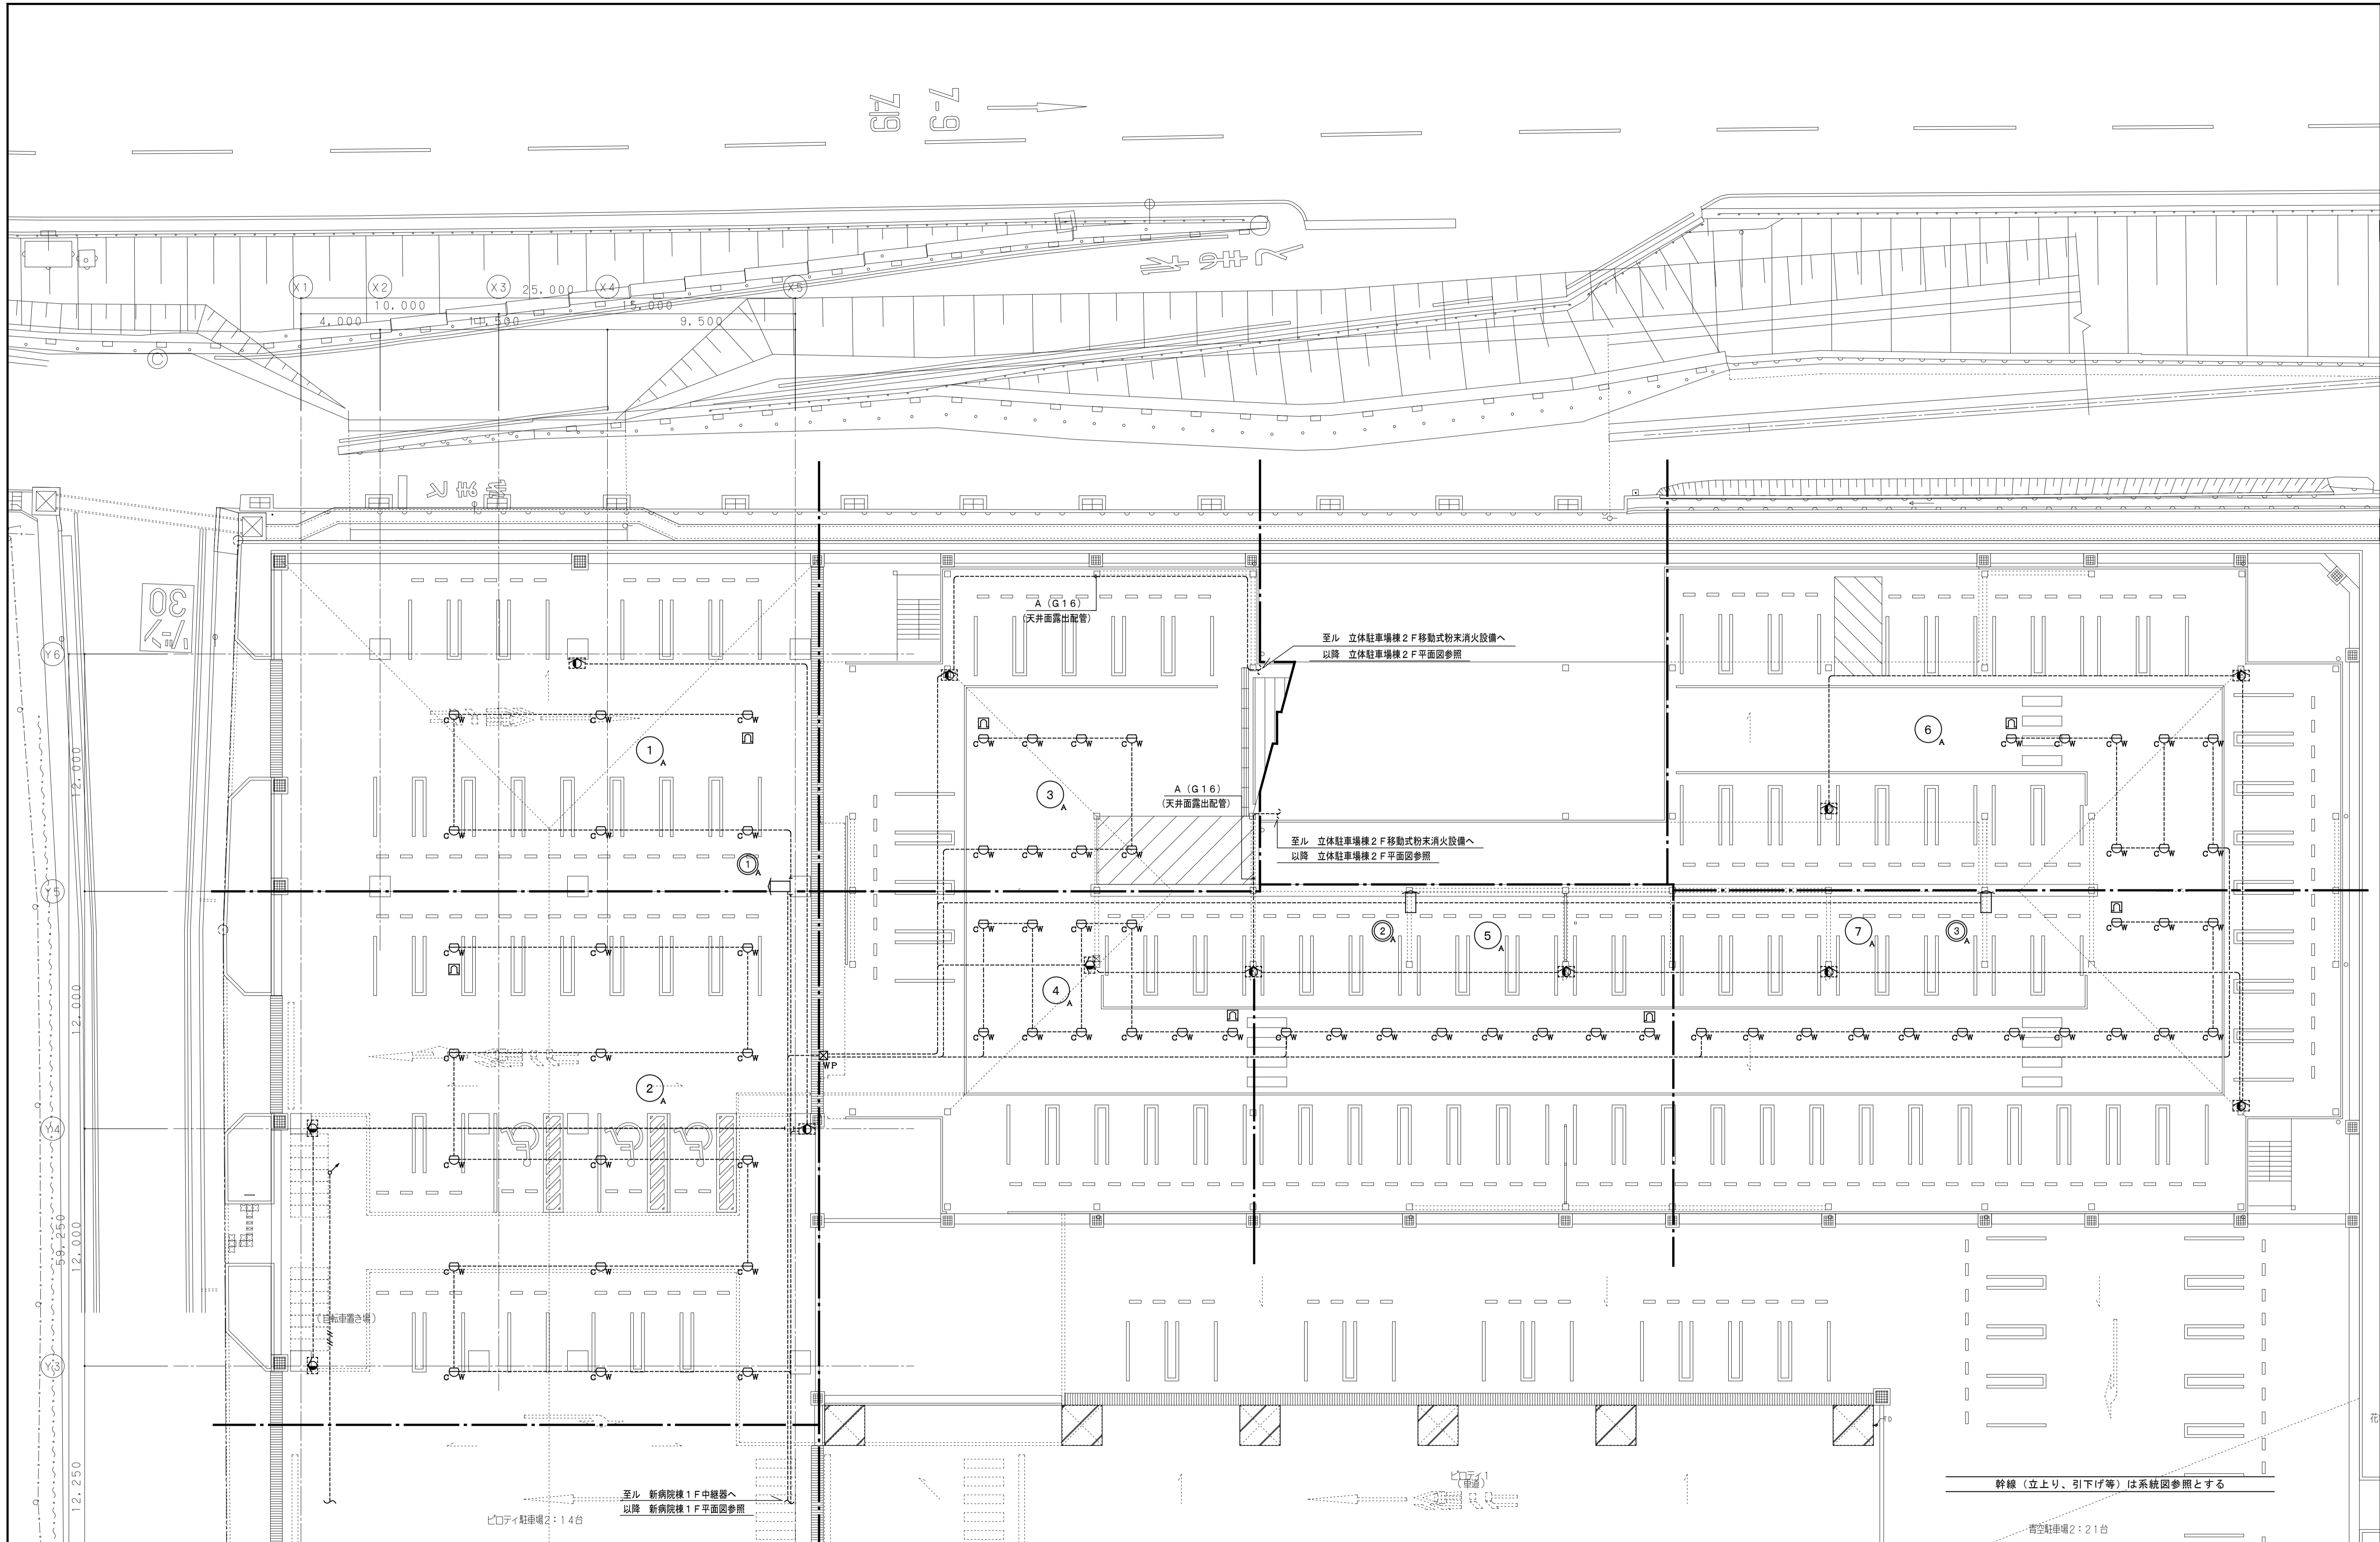 X1
X2
X3
X4
X5
25,000
10,000
15,000
4,000
11,500
9,500
C
30
Y6
Y5
Y4
Y3
12,000
12,000
12,000
59,250
12,250
A (G16)
(天井面露出配管)
至ル 立体駐車場棟2F移動式粉末消火設備へ
以降 立体駐車場棟2F平面図参照
A (G16)
(天井面露出配管)
至ル 立体駐車場棟2F移動式粉末消火設備へ
以降 立体駐車場棟2F平面図参照
1
A
1
A
2
A
3
A
4
A
2
A
5
A
6
A
7
A
3
A
WP
(自転車置き場)
至ル 新病院棟1F中継器へ
以降 新病院棟1F平面図参照
ピロティ駐車場2:14台
ピロティ1
(車道)
幹線(立上り、引下げ等)は系統図参照とする
青空駐車場2:21台
花